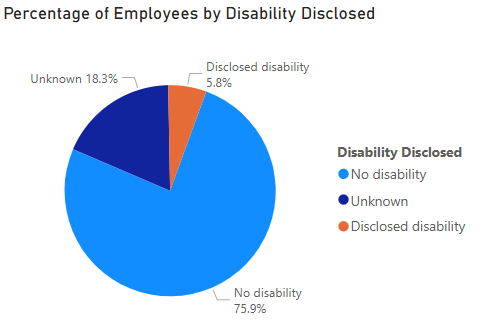 Percentage of Employees by Disability Disclosed
Disclosed disability
5.8%
Unknown 18.3%
Disability Disclosed
No disability
Unknown
Disclosed disability
No disability
75.9%